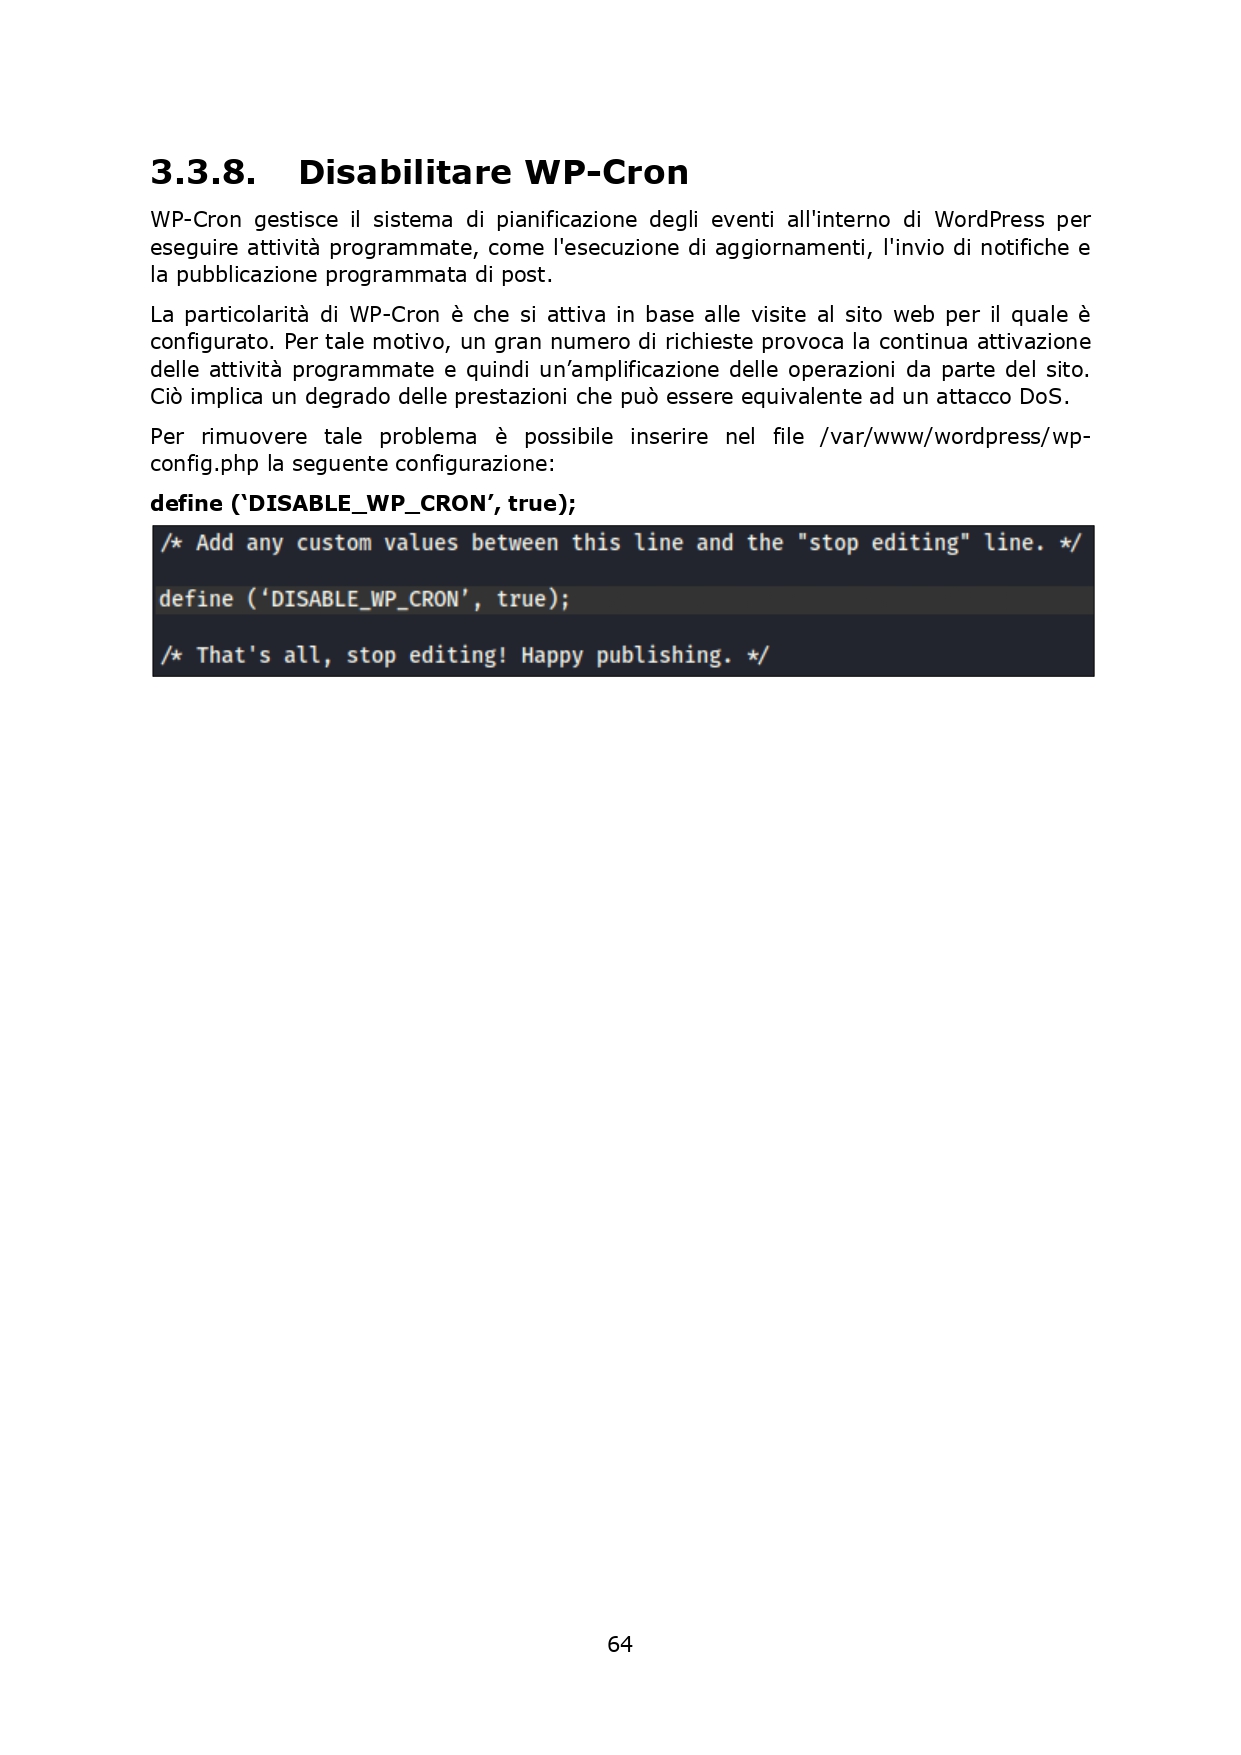 3.3.8. Disabilitare WP-Cron
WP-Cron gestisce il sistema di pianificazione degli eventi all'interno di WordPress per
eseguire attività programmate, come l'esecuzione di aggiornamenti, l'invio di notifiche e
la pubblicazione programmata di post.
La particolarità di WP-Cron è che si attiva in base alle visite al sito web per il quale è
configurato. Per tale motivo, un gran numero di richieste provoca la continua attivazione
delle attività programmate e quindi un’amplificazione delle operazioni da parte del sito.
Ciò implica un degrado delle prestazioni che può essere equivalente ad un attacco DoS.
Per rimuovere tale problema è possibile inserire nel file /var/www/wordpress/wp-
config.php la seguente configurazione:
define (‘DISABLE_WP_CRON’, true);
/* Add any custom values between this line and the "stop editing" line. */
define (‘DISABLE_WP_CRON’, true);
/* That's all, stop editing! Happy publishing. */
64